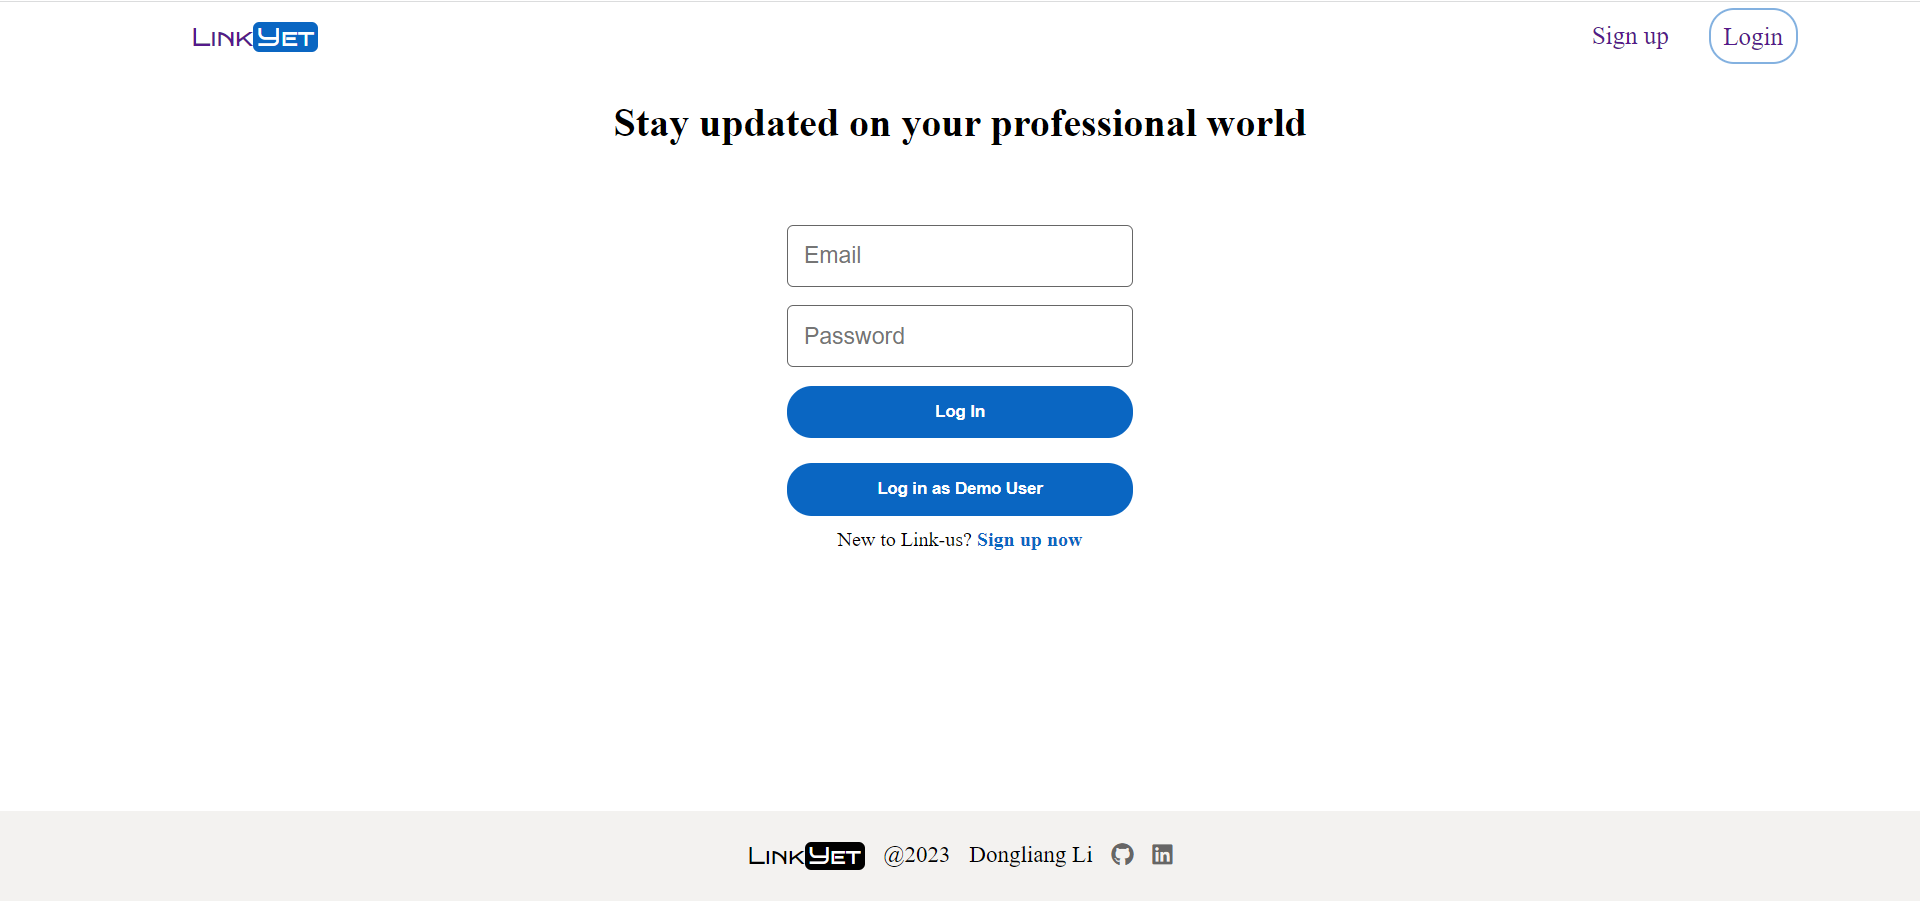 LinkYet
Sign up
Login
Stay updated on your professional world
Email
Password
Log In
Log in as Demo User
New to Link-us? Sign up now
LinkYet @2023 Dongliang Li in